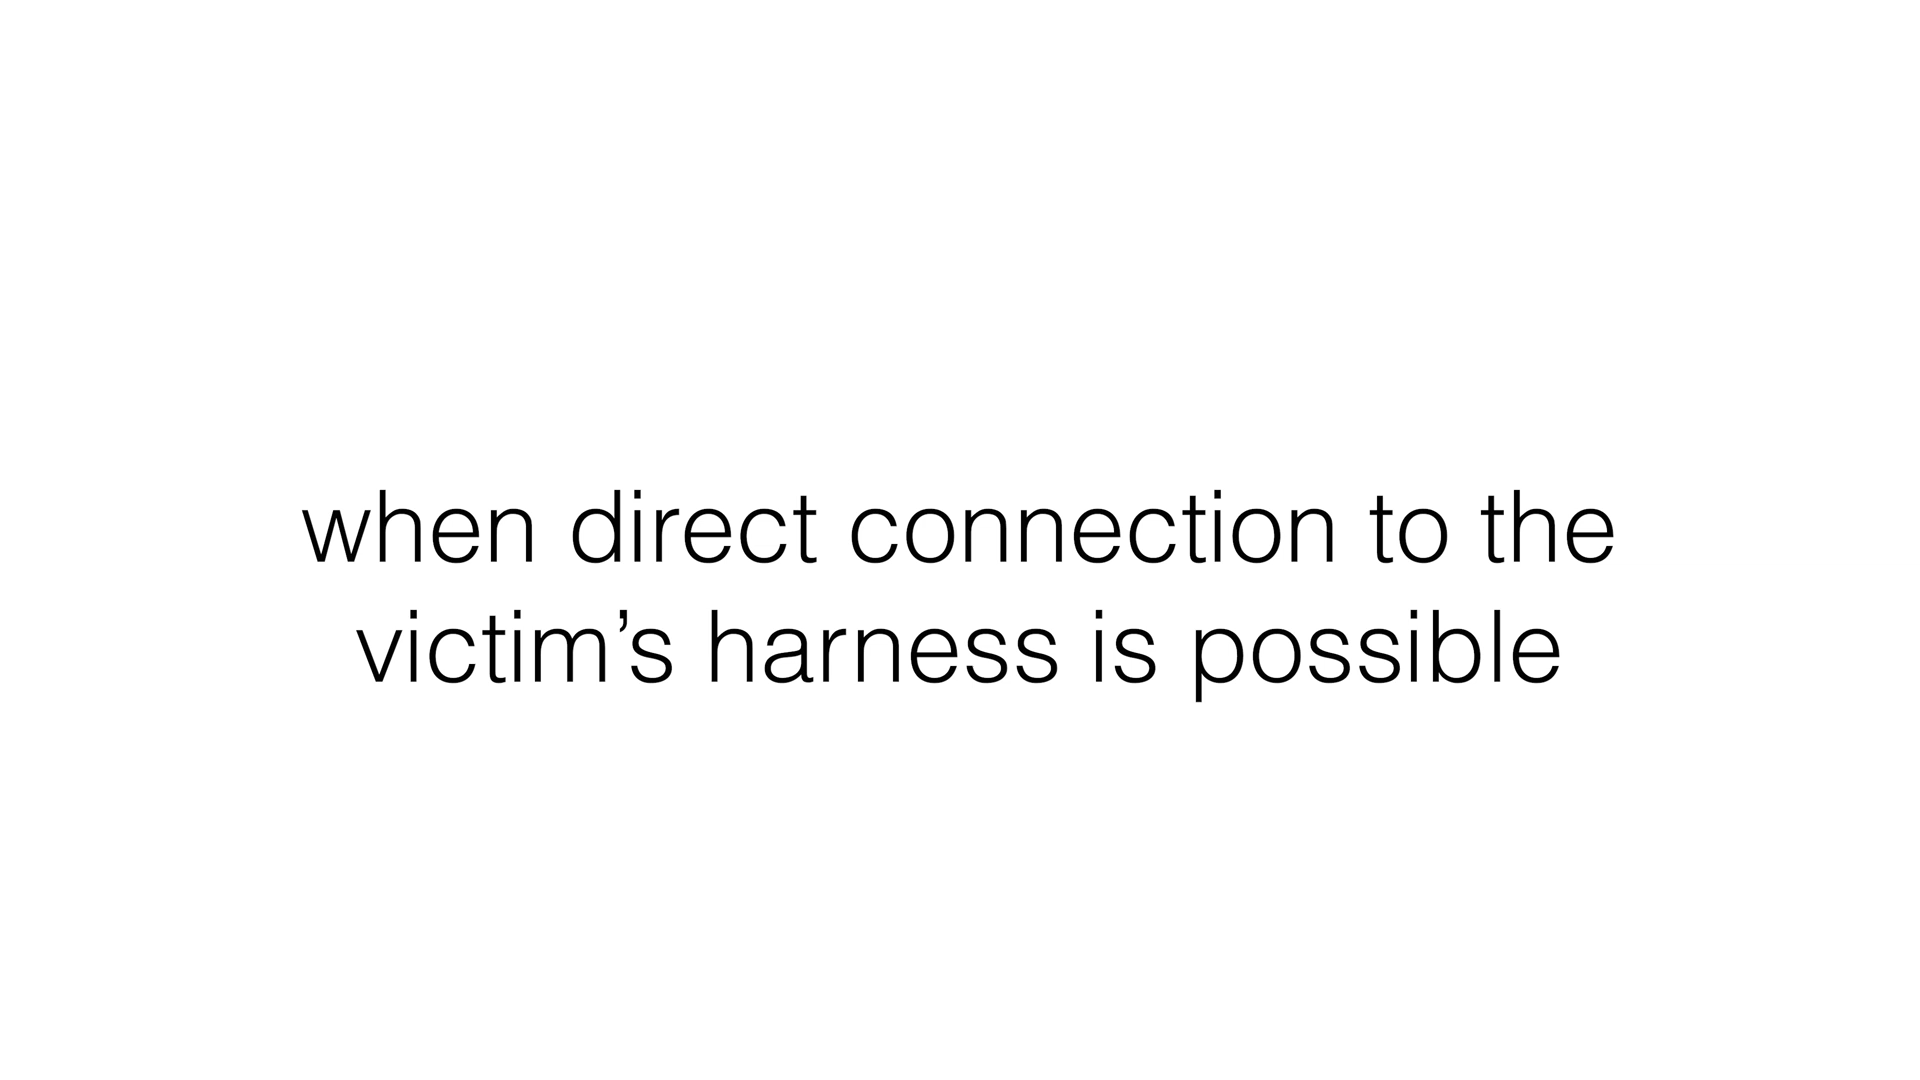 when direct connection to the
victim’s harness is possible